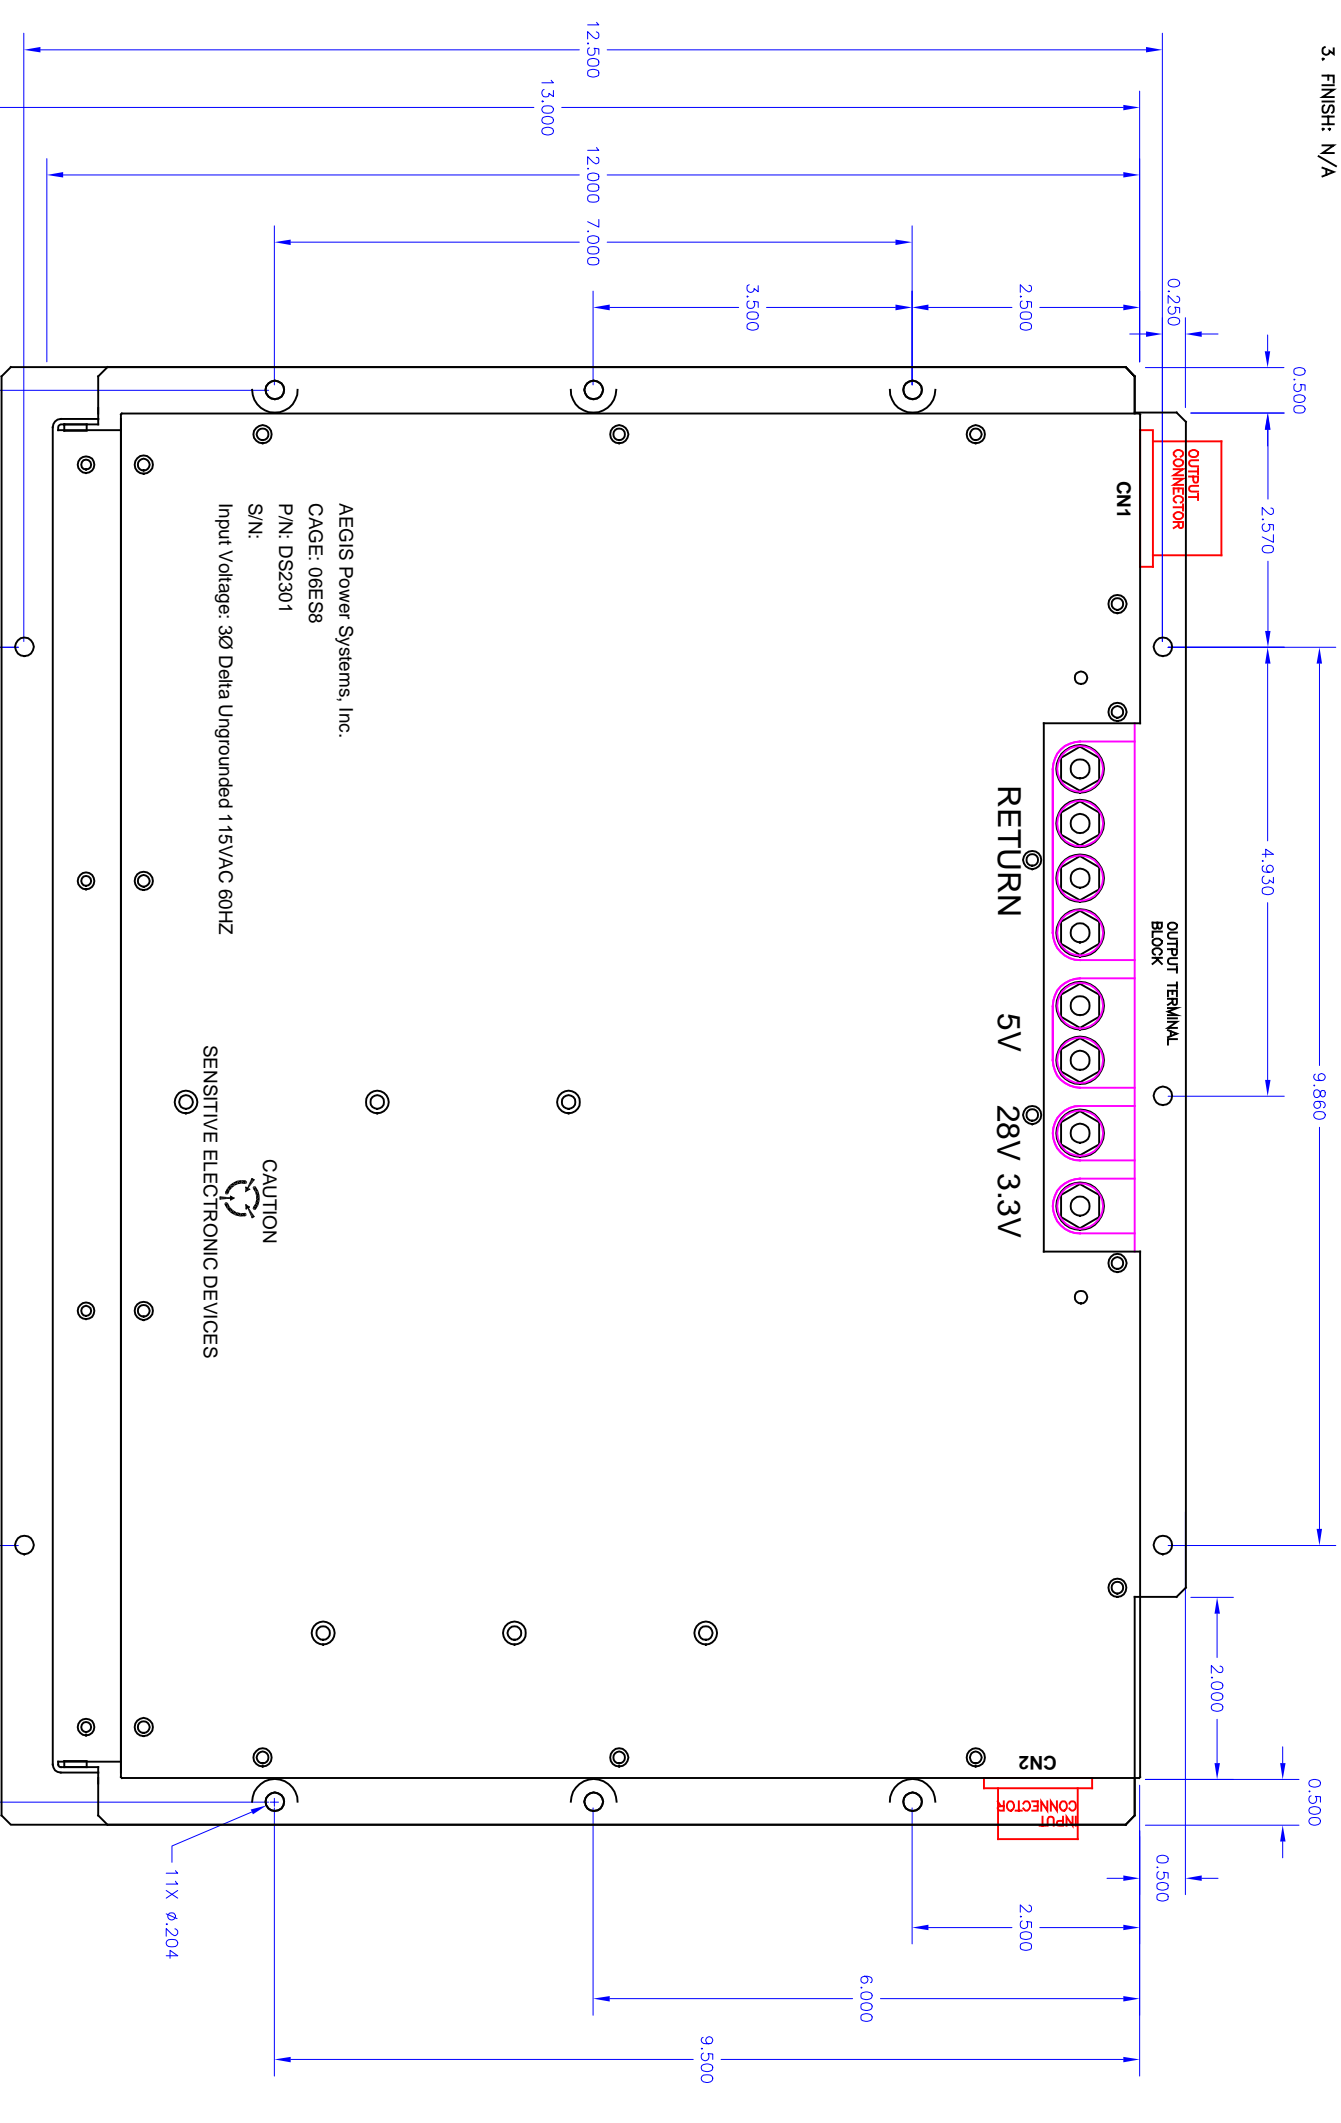 3. FINISH: N/A
0.500
0.500
2.570
4.930
9.860
2.000
0.250
0.500
12.500
13.000
12.000
7.000
2.500
3.500
2.500
6.000
9.500
OUTPUT
CONNECTOR
CN1
OUTPUT TERMINAL
BLOCK
RETURN
5V
28V
3.3V
CN2
INPUT
CONNECTOR
AEGIS Power Systems, Inc.
CAGE: 06ES8
P/N: DS2301
S/N:
Input Voltage: 3Ø Delta Ungrounded 115VAC 60HZ
CAUTION
SENSITIVE ELECTRONIC DEVICES
11X ø.204